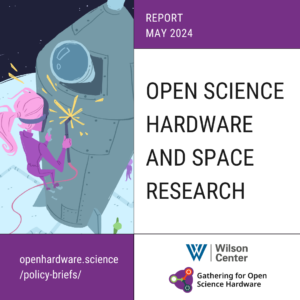 REPORT
MAY 2024
OPEN SCIENCE
HARDWARE
AND SPACE
RESEARCH
openhardware.science
/policy-briefs/
Wilson
Center
Gathering for Open
Science Hardware